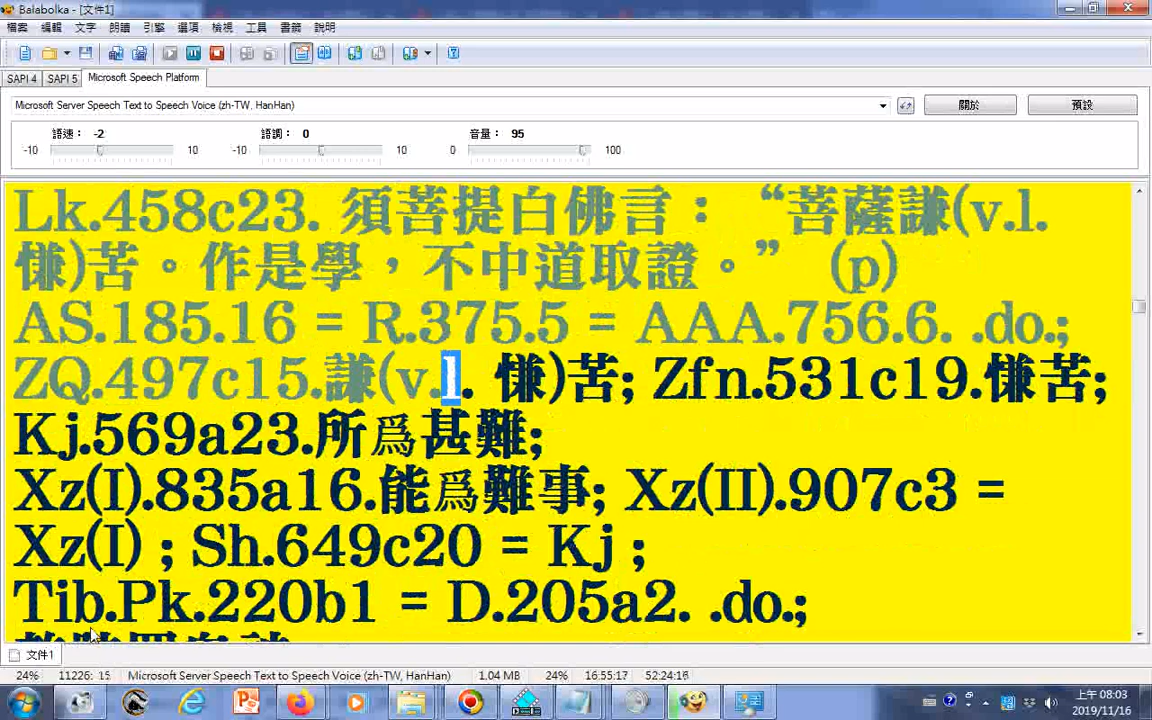 Balabolka - [文件1]
檔案 編輯 文字 朗讀 引擎 選項 檢視 工具 書籤 說明
SAPI 4 SAPI 5 Microsoft Speech Platform
Microsoft Server Speech Text to Speech Voice (zh-TW, HanHan) 關於 預設
語速： -2 語調： 0 音量： 95
-10 10 -10 10 0 100
Lk.458c23. 須菩提白佛言：“菩薩謙(v.l.
慊)苦。作是學，不中道取證。” (p)
AS.185.16 = R.375.5 = AAA.756.6. .do.;
ZQ.497c15.謙(v.l. 慊)苦; Zfn.531c19.慊苦;
Kj.569a23.所爲甚難;
Xz(I).835a16.能爲難事; Xz(II).907c3 =
Xz(I) ; Sh.649c20 = Kj ;
Tib.Pk.220b1 = D.205a2. .do.;
文件1
24% 11226: 15 Microsoft Server Speech Text to Speech Voice (zh-TW, HanHan) 1.04 MB 24% 16:55:17 52:24:16
上午 08:03
2019/11/16